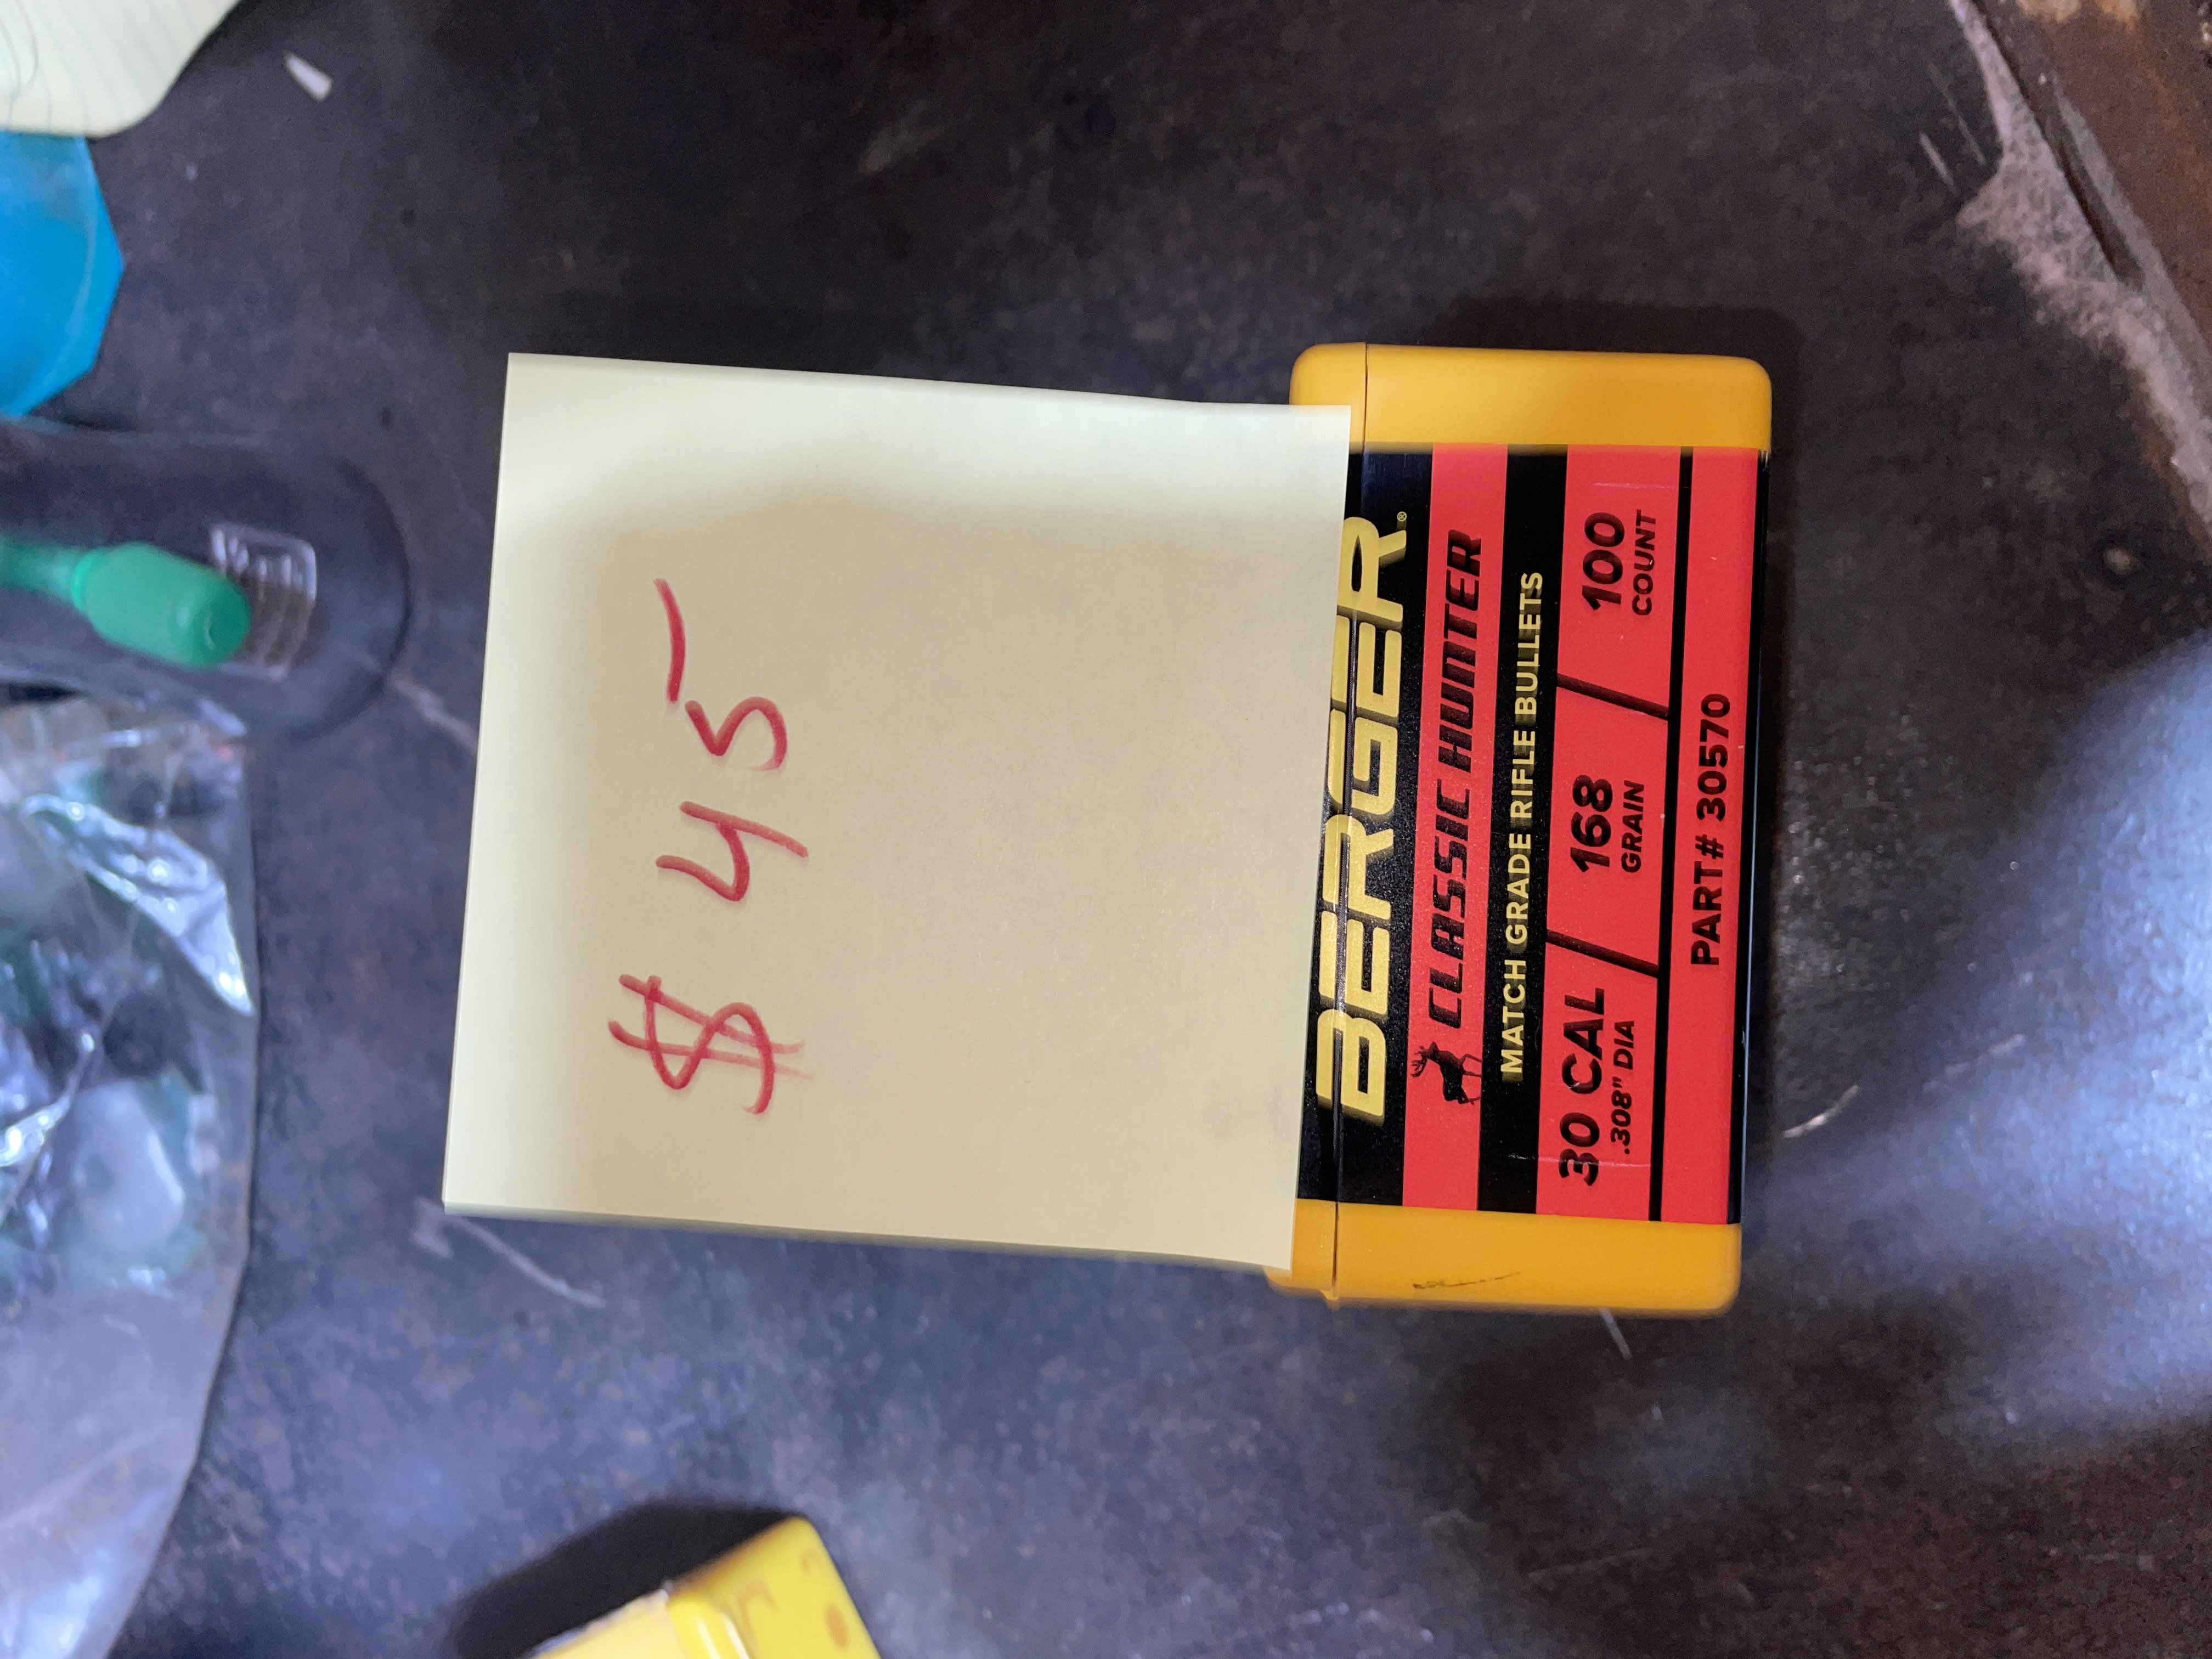 $ 45
BERGER®
CLASSIC HUNTER
MATCH GRADE RIFLE BULLETS
30 CAL / 168 / 100
.308" DIA GRAIN COUNT
PART# 30570